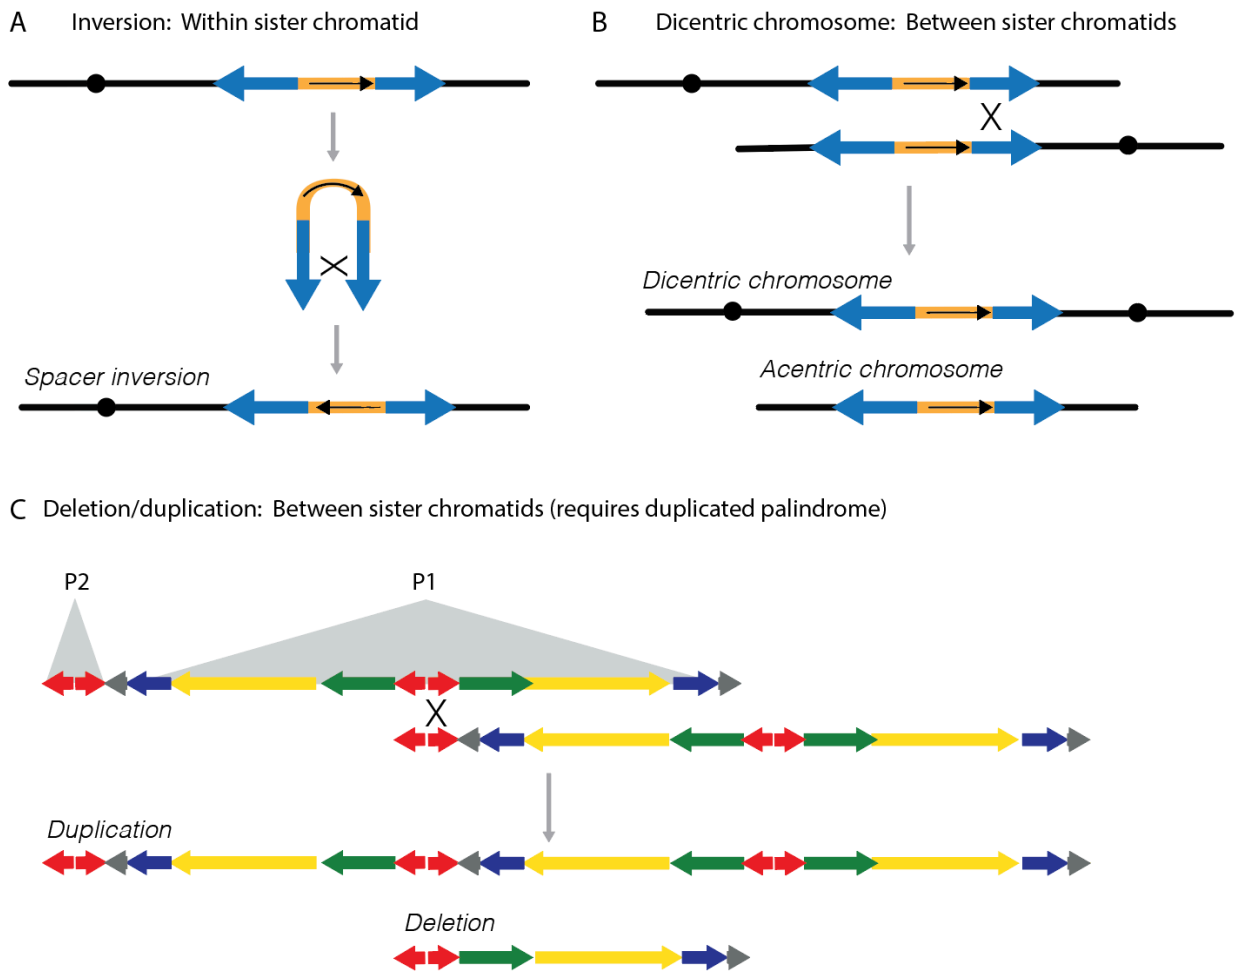 A Inversion: Within sister chromatid
Spacer inversion
B Dicentric chromosome: Between sister chromatids
X
Dicentric chromosome
Acentric chromosome
C Deletion/duplication: Between sister chromatids (requires duplicated palindrome)
P2 P1
X
Duplication
Deletion